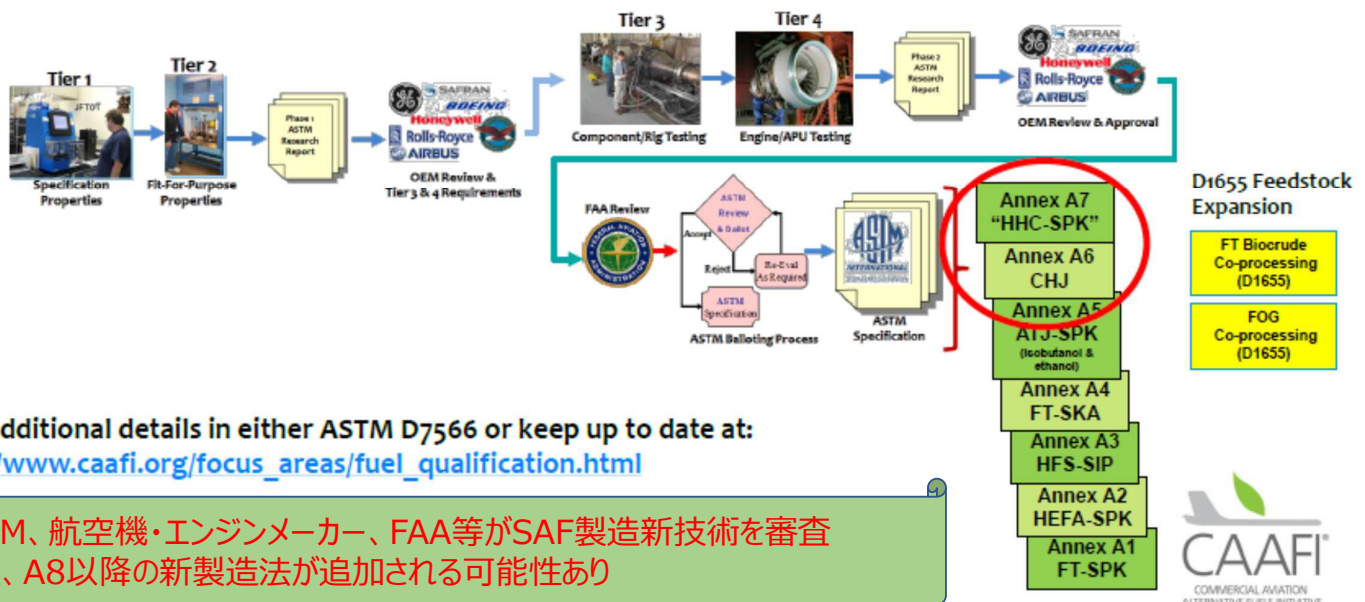 Tier 1
JFTOT
Specification
Properties
Tier 2
Fit-For-Purpose
Properties
Phase 1
ASTM
Research
Report
SAFRAN
BOEING
Honeywell
Rolls-Royce
AIRBUS
OEM Review &
Tier 3 & 4 Requirements
Tier 3
Component/Rig Testing
Tier 4
Engine/APU Testing
Phase 2
ASTM
Research
Report
SAFRAN
BOEING
Honeywell
Rolls-Royce
AIRBUS
OEM Review & Approval
FAA Review
FEDERAL AVIATION
ADMINISTRATION
ASTM
Review
& Ballot
Accept
Reject
Re-Eval
As Required
ASTM
Specification
ASTM Balloting Process
ASTM
INTERNATIONAL
ASTM
Specification
Annex A7
“HHC-SPK”
Annex A6
CHJ
Annex A5
ATJ-SPK
(isobutanol &
ethanol)
Annex A4
FT-SKA
Annex A3
HFS-SIP
Annex A2
HEFA-SPK
Annex A1
FT-SPK
D1655 Feedstock
Expansion
FT Biocrude
Co-processing
(D1655)
FOG
Co-processing
(D1655)
dditional details in either ASTM D7566 or keep up to date at:
/www.caafi.org/focus_areas/fuel_qualification.html
M、航空機・エンジンメーカー、FAA等がSAF製造新技術を審査
、A8以降の新製造法が追加される可能性あり
CAAFI
COMMERCIAL AVIATION
ALTERNATIVE FUELS INITIATIVE